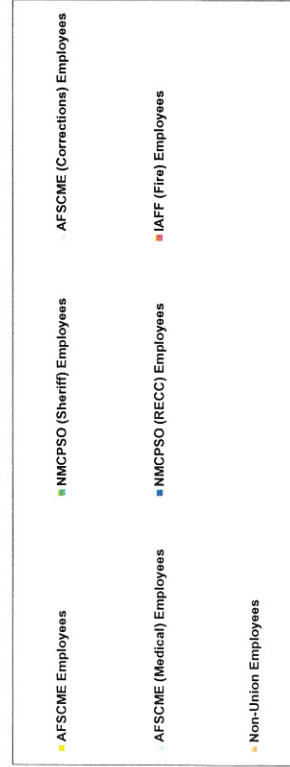 AFSCME Employees
NMCPSO (Sheriff) Employees
AFSCME (Corrections) Employees
AFSCME (Medical) Employees
NMCPSO (RECC) Employees
IAFF (Fire) Employees
Non-Union Employees